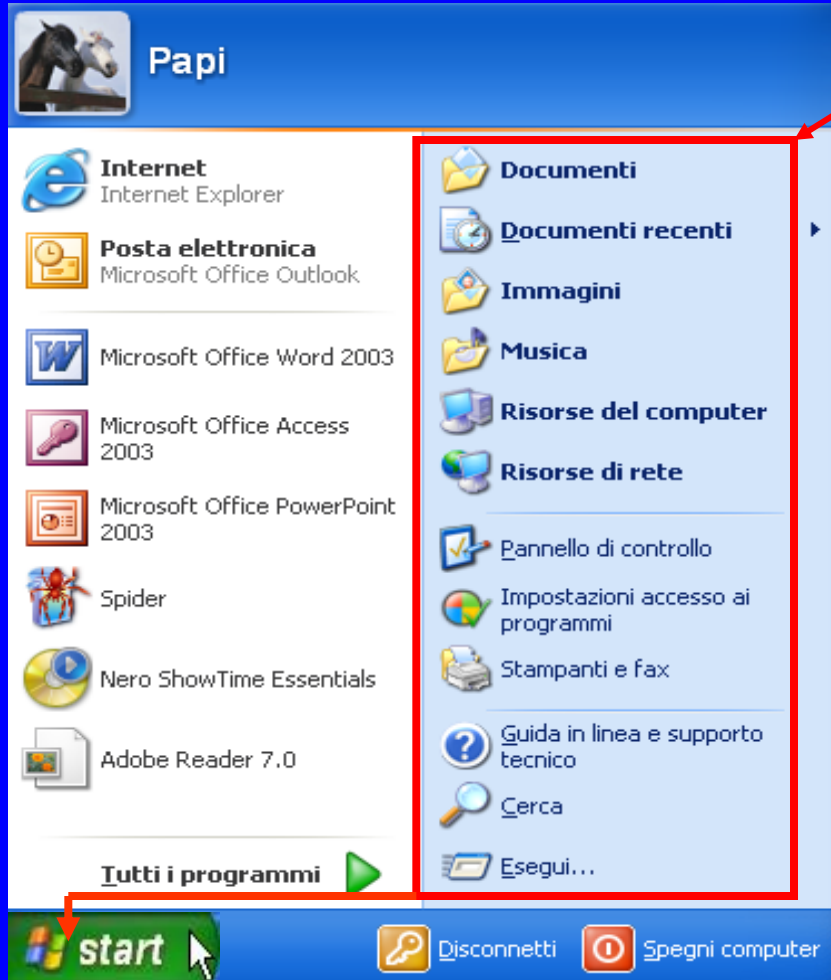 Papi
Internet
Internet Explorer
Posta elettronica
Microsoft Office Outlook
Microsoft Office Word 2003
Microsoft Office Access
2003
Microsoft Office PowerPoint
2003
Spider
Nero ShowTime Essentials
Adobe Reader 7.0
Tutti i programmi
Documenti
Documenti recenti
Immagini
Musica
Risorse del computer
Risorse di rete
Pannello di controllo
Impostazioni accesso ai
programmi
Stampanti e fax
Guida in linea e supporto
tecnico
Cerca
Esegui...
start
Disconnetti
Spegni computer